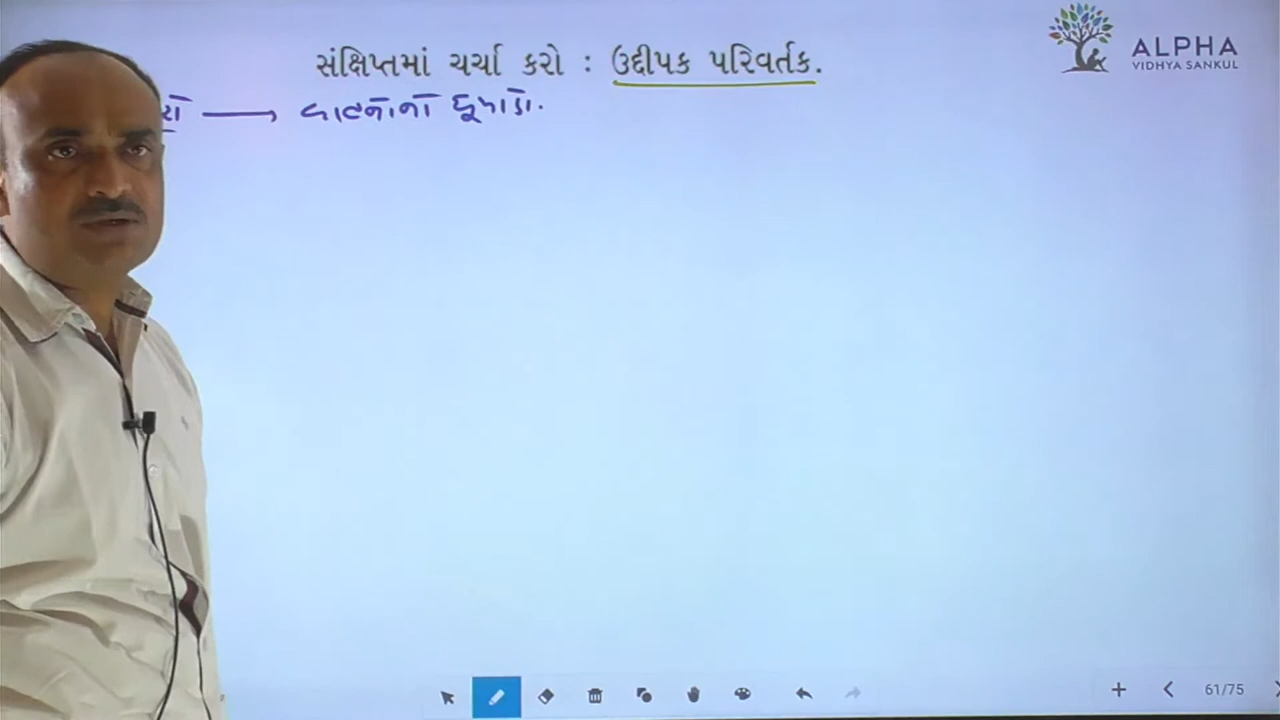 સંક્ષિપ્તમાં ચર્ચા કરો : ઉદ્દીપક પરિવર્તક.
ALPHA
VIDHYA SANKUL
→ વાહનોનો ધૂમાડો.
61/75